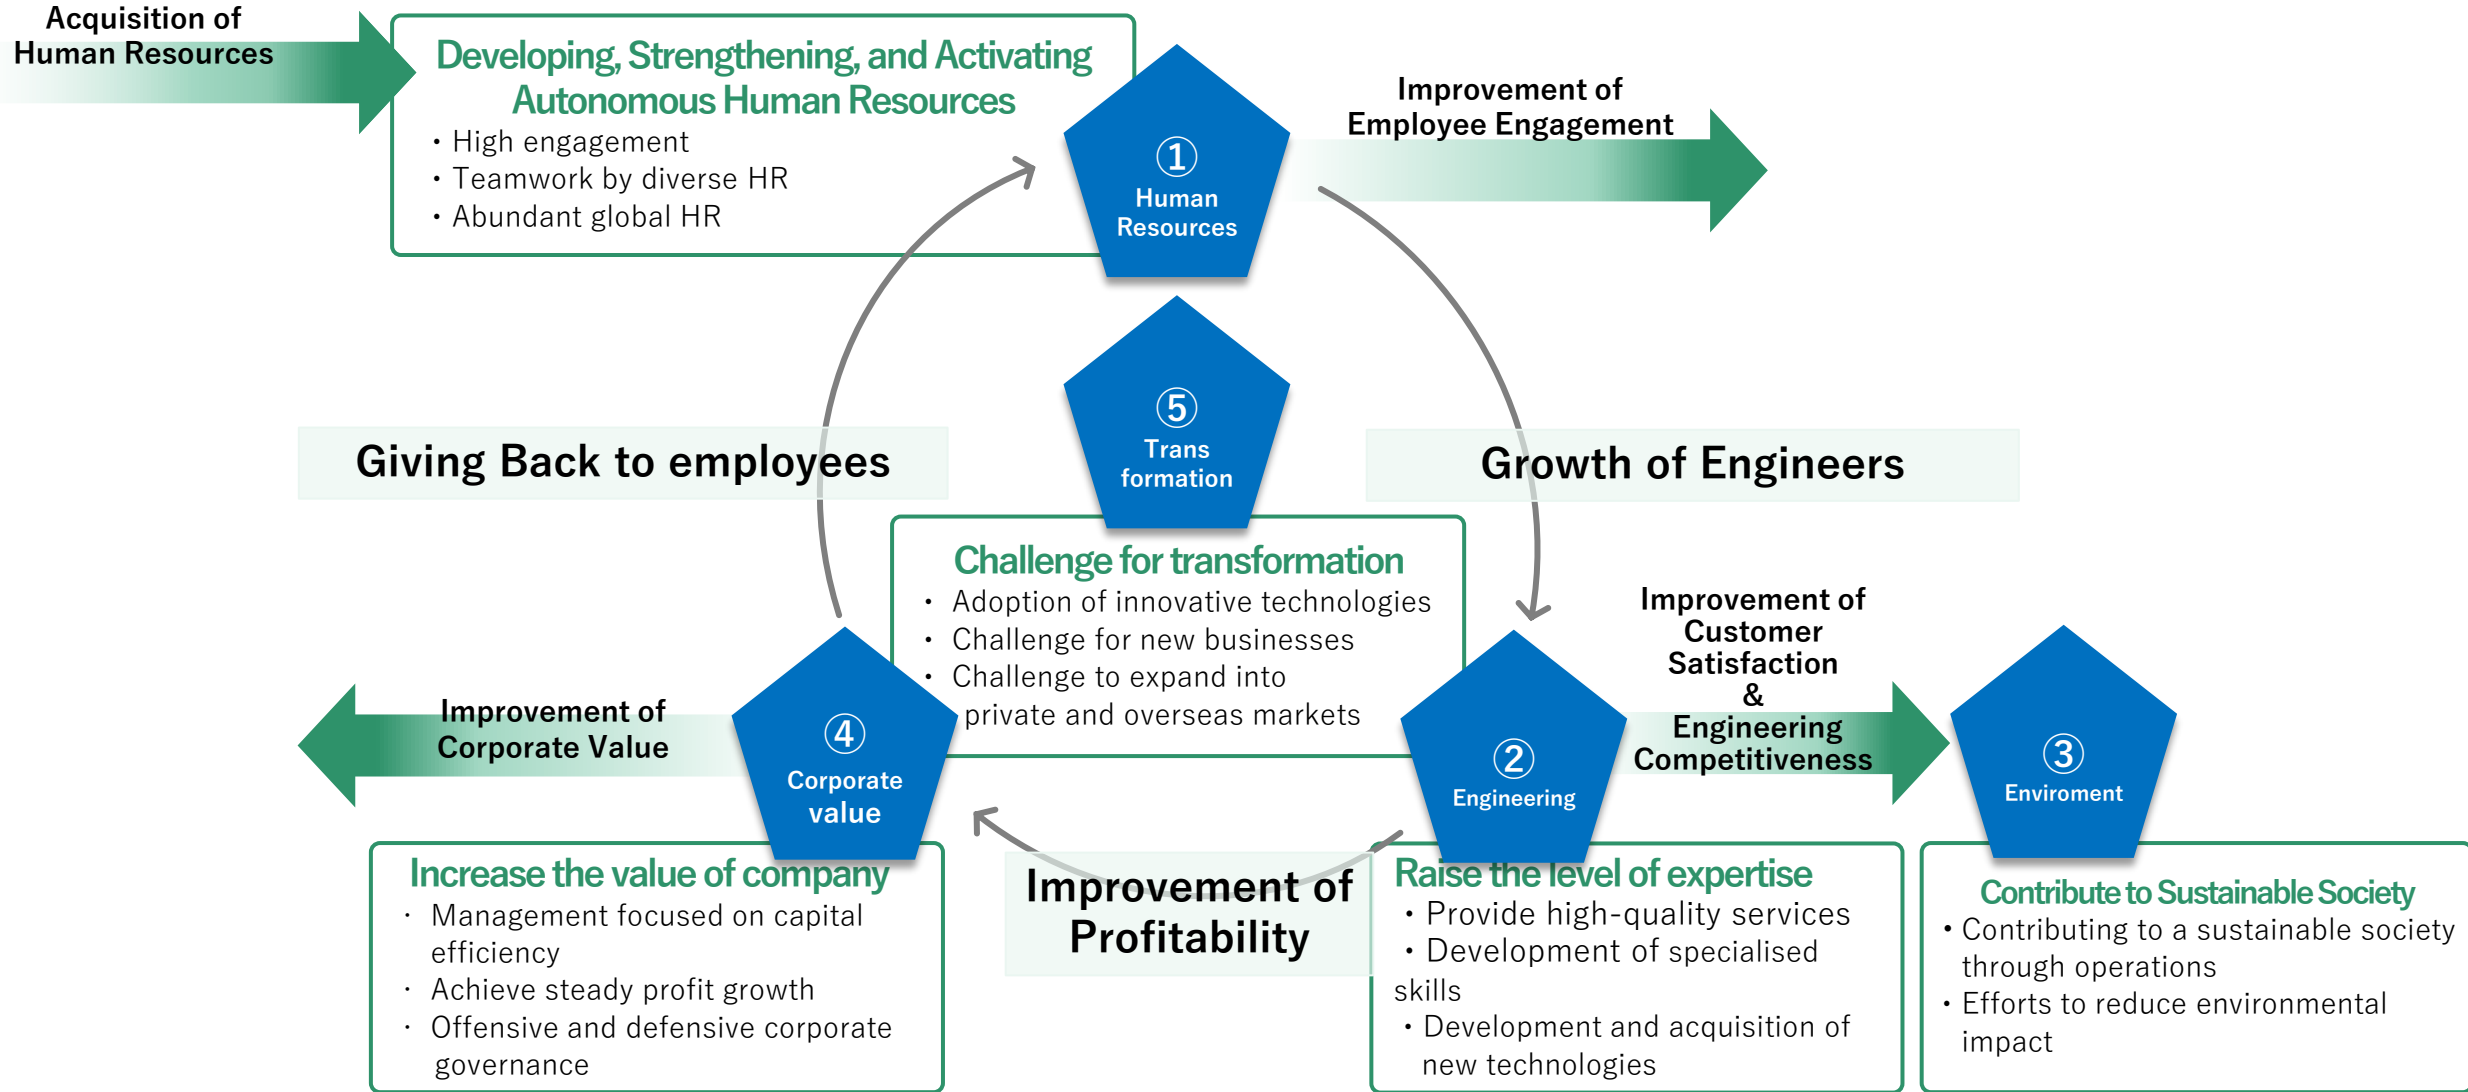 Acquisition of
Human Resources
Developing, Strengthening, and Activating
Autonomous Human Resources
・High engagement
・Teamwork by diverse HR
・Abundant global HR
①
Human
Resources
Improvement of
Employee Engagement
⑤
Trans
formation
Giving Back to employees
Growth of Engineers
Challenge for transformation
・ Adoption of innovative technologies
・ Challenge for new businesses
・ Challenge to expand into
private and overseas markets
Improvement of
Corporate Value
④
Corporate
value
②
Engineering
Improvement of
Customer
Satisfaction
&
Engineering
Competitiveness
③
Enviroment
Increase the value of company
・ Management focused on capital
efficiency
・ Achieve steady profit growth
・ Offensive and defensive corporate
governance
Improvement of
Profitability
Raise the level of expertise
・Provide high-quality services
・Development of specialised
skills
・Development and acquisition of
new technologies
Contribute to Sustainable Society
・Contributing to a sustainable society
through operations
・Efforts to reduce environmental
impact